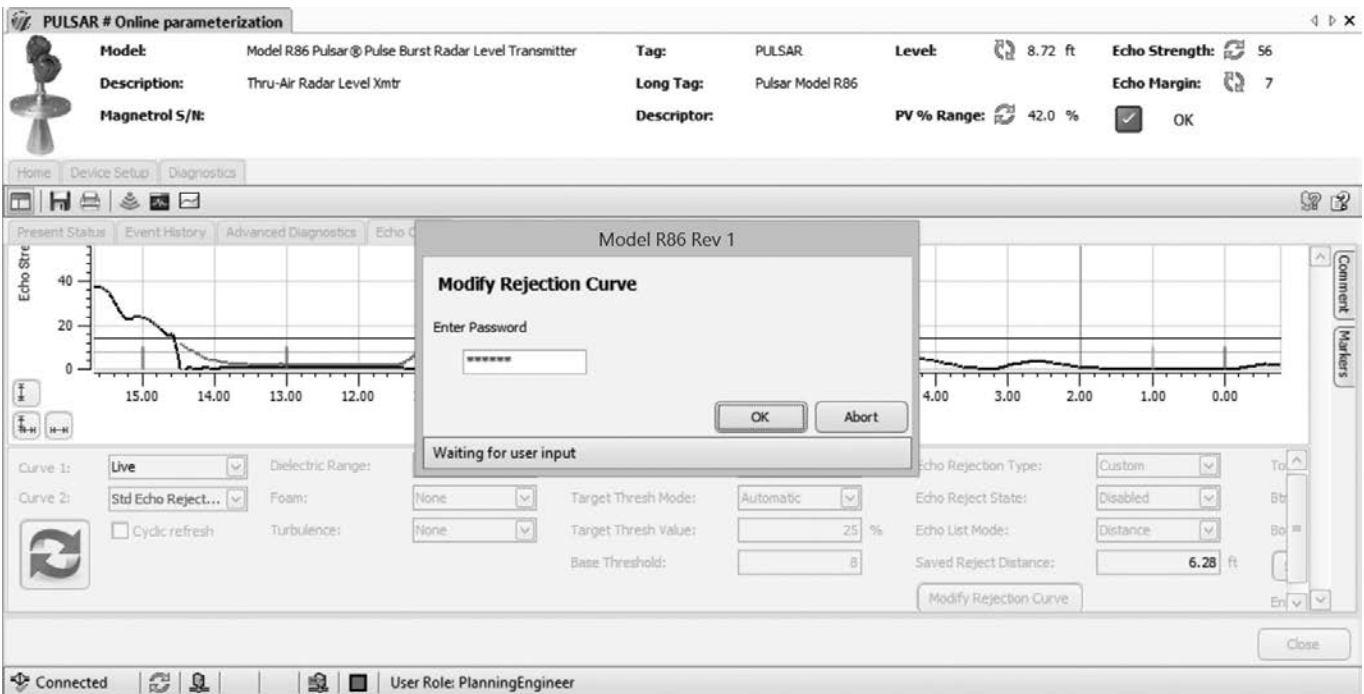 PULSAR # Online parameterization
Model: Model R86 Pulsar® Pulse Burst Radar Level Transmitter Tag: PULSAR Level: 8.72 ft Echo Strength: 56
Description: Thru-Air Radar Level Xmtr Long Tag: Pulsar Model R86 Echo Margin: 7
Magnetrol S/N: Descriptor: PV % Range: 42.0 % OK
Home Device Setup Diagnostics
Present Status Event History Advanced Diagnostics Echo
Model R86 Rev 1
Modify Rejection Curve
Enter Password
******
OK Abort
Waiting for user input
Echo Stre
40
20
0
15.00 14.00 13.00 12.00 4.00 3.00 2.00 1.00 0.00
Comment
Markers
Curve 1: Live Dielectric Range: Echo Rejection Type: Custom
Curve 2: Std Echo Reject... Foam: None Target Thresh Mode: Automatic Echo Reject State: Disabled
Cyclic refresh Turbulence: None Target Thresh Value: 25 % Echo List Mode: Distance
Base Threshold: 8 Saved Reject Distance: 6.28 ft
Modify Rejection Curve
Close
Connected User Role: PlanningEngineer